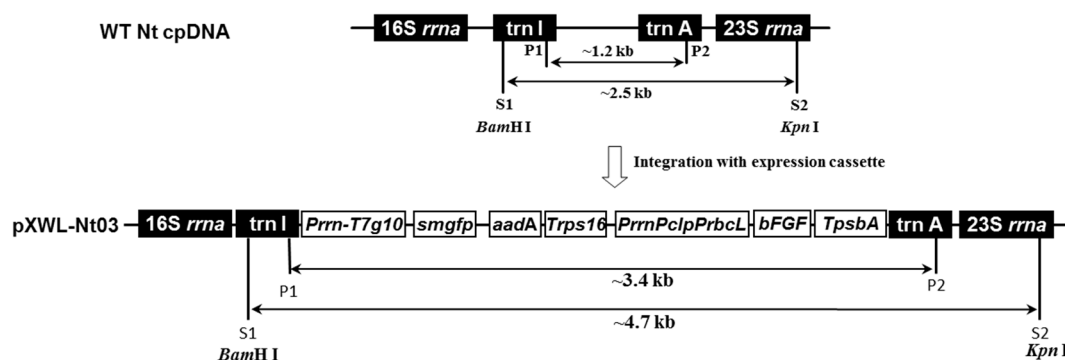 WT Nt cpDNA
16S rrna trn I trn A 23S rrna
P1 ~1.2 kb P2
~2.5 kb
S1 S2
BamH I Kpn I
Integration with expression cassette
pXWL-Nt03 16S rrna trn I Prrn-T7g10 smgfp aadA Trps16 PrrnPclpPrbcL bFGF TpsbA trn A 23S rrna
P1 ~3.4 kb P2
~4.7 kb
S1 S2
BamH I Kpn I